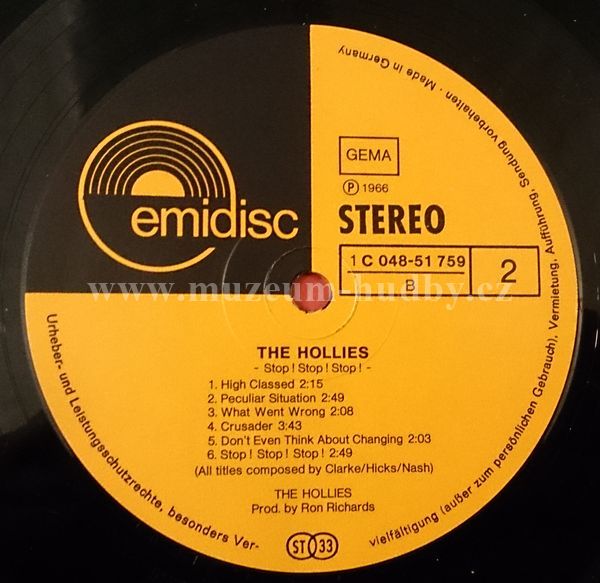 emidisc
GEMA
Ⓟ 1966
STEREO
1 C 048-51 759
B
2
www.muzeum-hudby.cz
THE HOLLIES
- Stop! Stop! Stop! -
1. High Classed 2:15
2. Peculiar Situation 2:49
3. What Went Wrong 2:08
4. Crusader 3:43
5. Don't Even Think About Changing 2:03
6. Stop! Stop! Stop! 2:49
(All titles composed by Clarke/Hicks/Nash)
THE HOLLIES
Prod. by Ron Richards
ST 33
Urheber- und Leistungsschutzrechte, besonders Ver-
vielfältigung (außer zum persönlichen Gebrauch), Vermietung, Aufführung, Sendung vorbehalten · Made in Germany